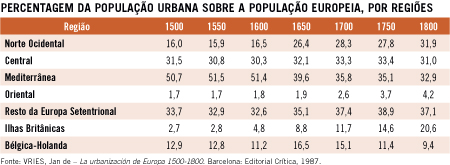 PERCENTAGEM DA POPULAÇÃO URBANA SOBRE A POPULAÇÃO EUROPEIA, POR REGIÕES
Região 1500 1550 1600 1650 1700 1750 1800
Norte Ocidental 16,0 15,9 16,5 26,4 28,3 27,8 31,9
Central 31,5 30,8 30,3 32,1 33,3 33,4 31,0
Mediterrânea 50,7 51,5 51,4 39,6 35,8 35,1 32,9
Oriental 1,7 1,7 1,8 1,9 2,6 3,7 4,2
Resto da Europa Setentrional 33,7 32,9 32,6 35,1 37,4 38,9 37,1
Ilhas Britânicas 2,7 2,8 4,8 8,8 11,7 14,6 20,6
Bélgica-Holanda 12,9 12,8 11,2 16,5 15,1 11,4 9,4
Fonte: VRIES, Jan de – La urbanización de Europa 1500-1800. Barcelona: Editorial Crítica, 1987.